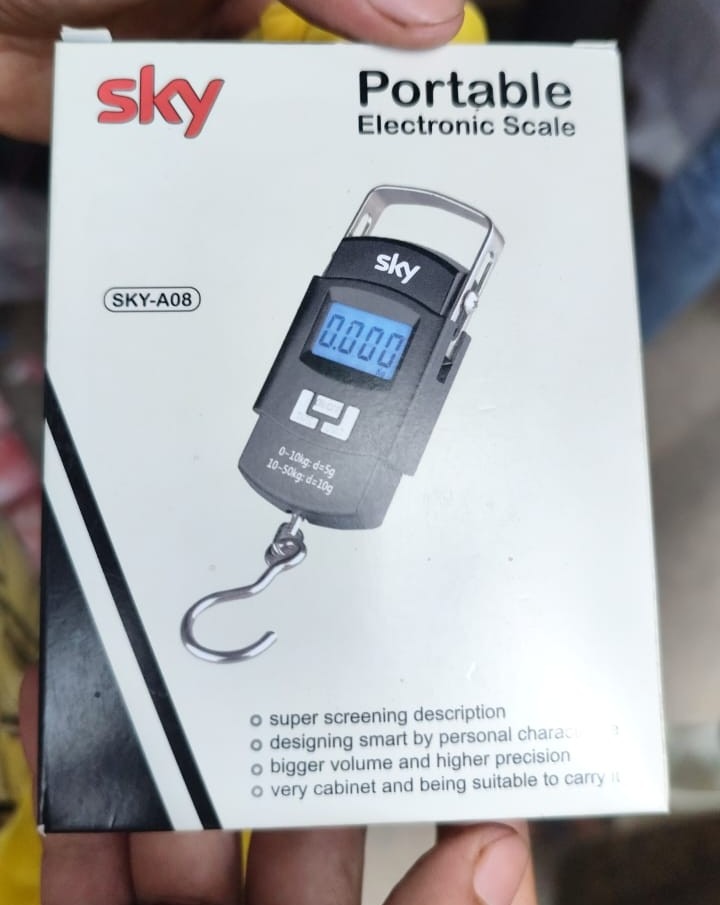 sky
Portable
Electronic Scale
SKY-A08
sky
0.000
0~10kg: d=5g
10~50kg: d=10g
super screening description
designing smart by personal
bigger volume and higher precision
very cabinet and being suitable to carry it